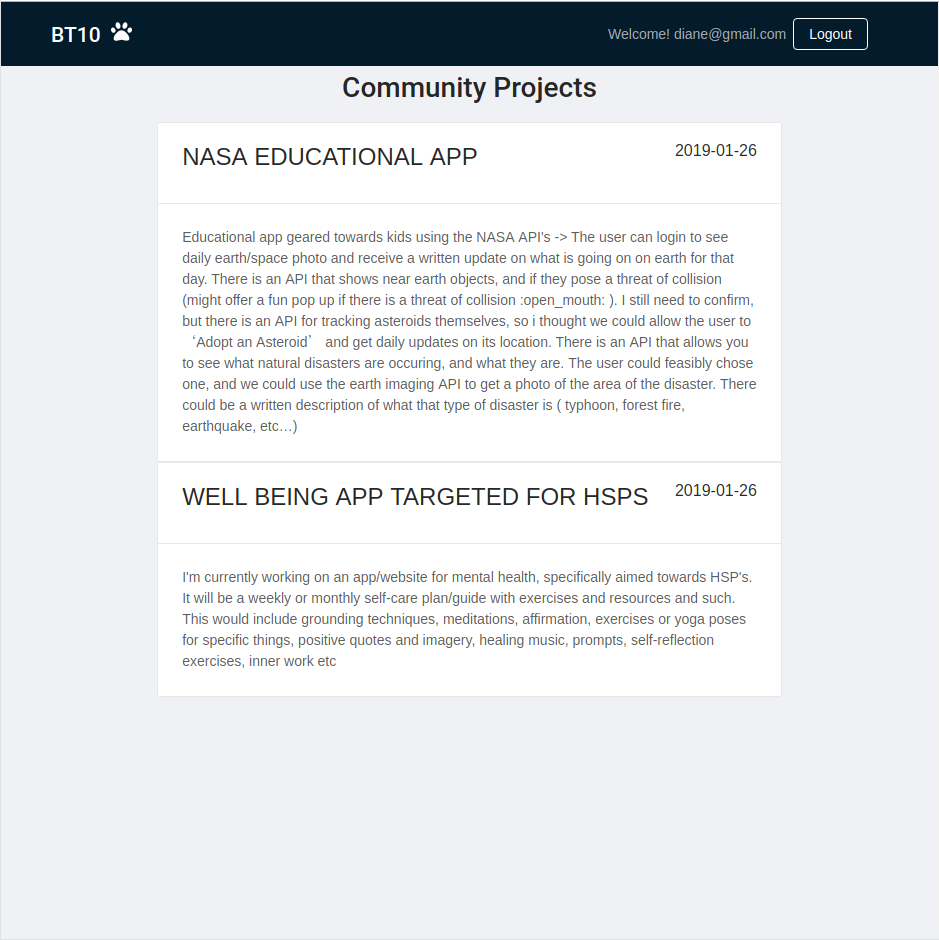 BT10
Welcome! diane@gmail.com
Logout
Community Projects
NASA EDUCATIONAL APP
2019-01-26
Educational app geared towards kids using the NASA API's -> The user can login to see
daily earth/space photo and receive a written update on what is going on on earth for that
day. There is an API that shows near earth objects, and if they pose a threat of collision
(might offer a fun pop up if there is a threat of collision :open_mouth: ). I still need to confirm,
but there is an API for tracking asteroids themselves, so i thought we could allow the user to
‘Adopt an Asteroid’ and get daily updates on its location. There is an API that allows you
to see what natural disasters are occuring, and what they are. The user could feasibly chose
one, and we could use the earth imaging API to get a photo of the area of the disaster. There
could be a written description of what that type of disaster is ( typhoon, forest fire,
earthquake, etc…)
WELL BEING APP TARGETED FOR HSPS
2019-01-26
I'm currently working on an app/website for mental health, specifically aimed towards HSP's.
It will be a weekly or monthly self-care plan/guide with exercises and resources and such.
This would include grounding techniques, meditations, affirmation, exercises or yoga poses
for specific things, positive quotes and imagery, healing music, prompts, self-reflection
exercises, inner work etc